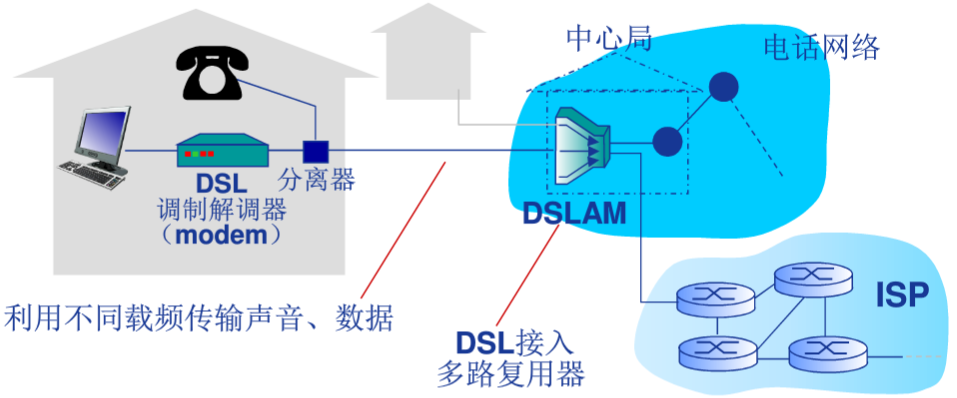 中心局
电话网络
DSL
调制解调器
（modem）
分离器
DSLAM
ISP
利用不同载频传输声音、数据
DSL接入
多路复用器